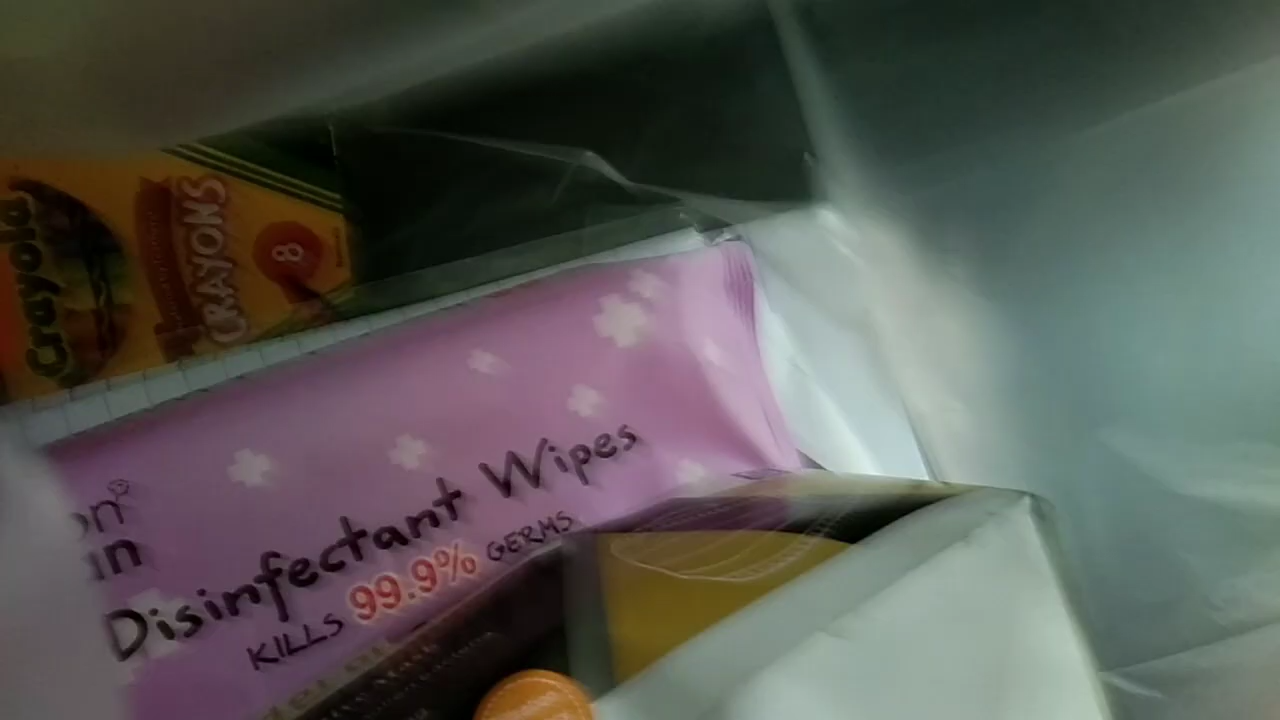 Crayola
CRAYONS
8
on
in
Disinfectant Wipes
KILLS 99.9% GERMS